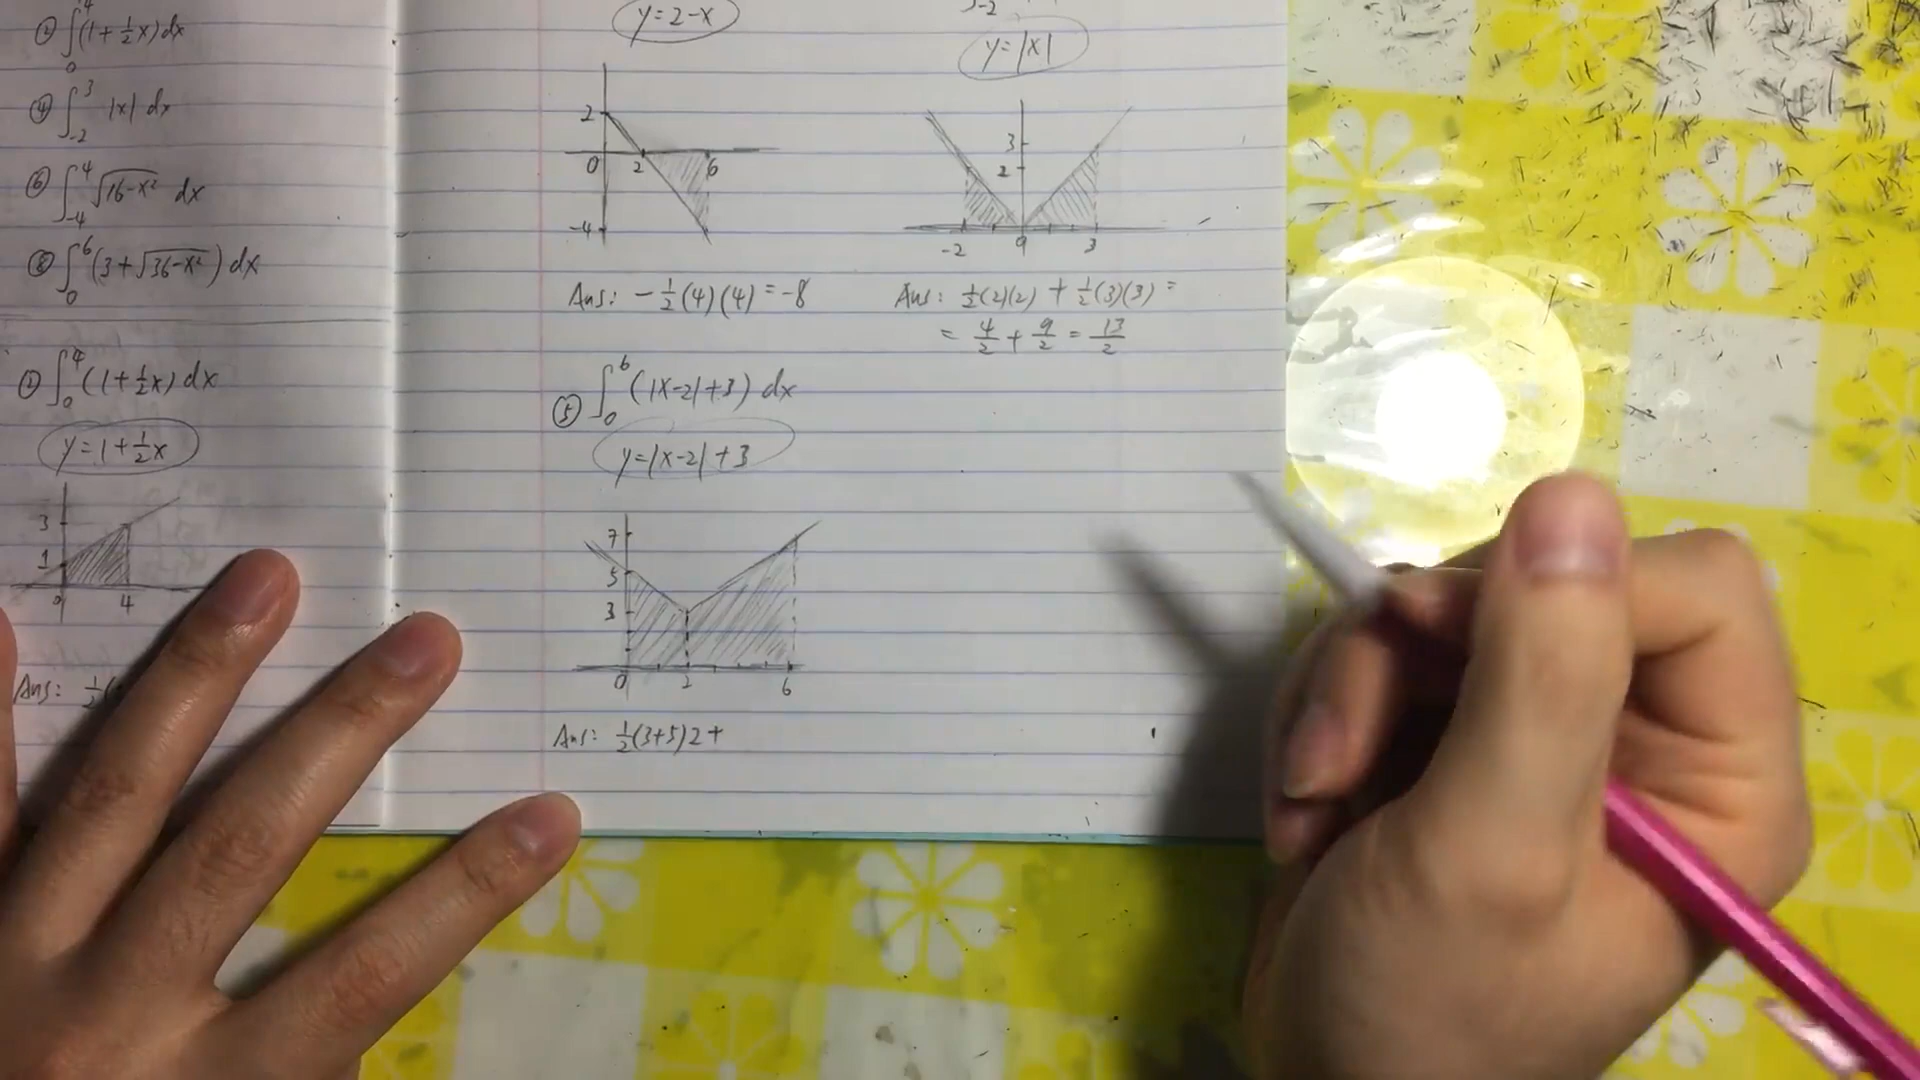 ② ∫₀⁴ (1+½x) dx
④ ∫₋₂³ |x| dx
⑥ ∫₋₄⁴ √(16-x²) dx
⑧ ∫₀⁶ (3+√(36-x²)) dx
∫₀⁴ (1+½x) dx
y=1+½x
3
1
4
Ans: ½(
y=2-x
2
0 2 6
-4
Ans: -½(4)(4)=-8
-2
y=|x|
3
2
-2 0 3
Ans: ½(2)(2) + ½(3)(3) =
= 4/2 + 9/2 = 13/2
⑤ ∫₀⁶ (|x-2|+3) dx
y=|x-2|+3
7
5
3
0 2 6
Ans: ½(3+5)2+